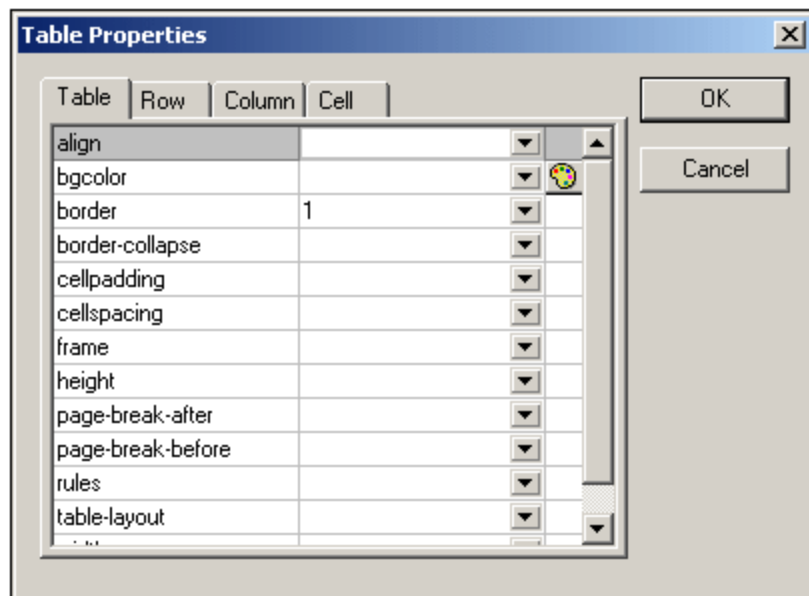 Table Properties
Table Row Column Cell
OK
Cancel
align
bgcolor
border 1
border-collapse
cellpadding
cellspacing
frame
height
page-break-after
page-break-before
rules
table-layout